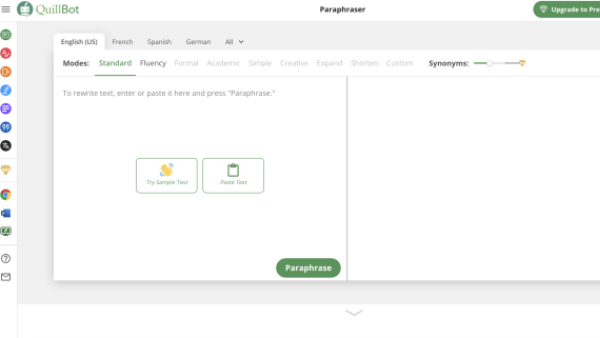 QuillBot
Paraphraser
Upgrade to Pre
English (US) French Spanish German All
Modes: Standard Fluency Formal Academic Simple Creative Expand Shorten Custom Synonyms:
To rewrite text, enter or paste it here and press "Paraphrase."
Try Sample Text Paste Text
Paraphrase